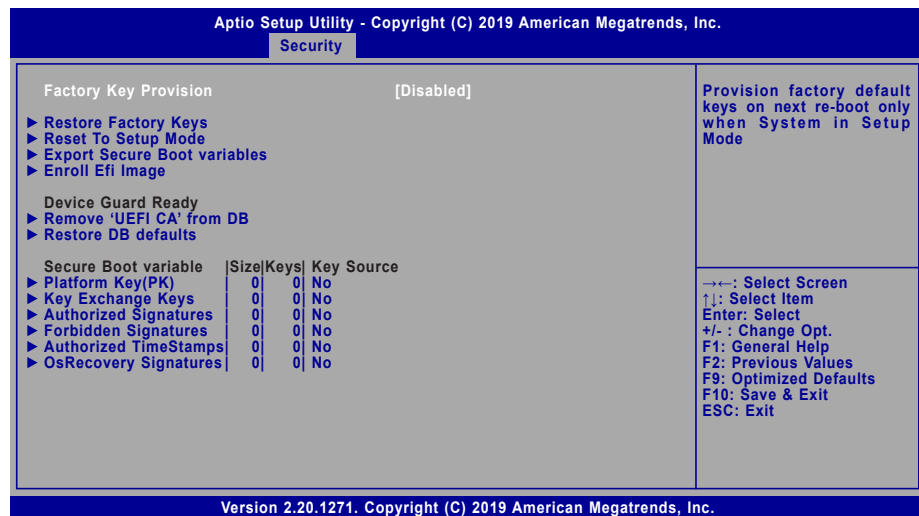 Aptio Setup Utility - Copyright (C) 2019 American Megatrends, Inc.
Security
Factory Key Provision [Disabled]
► Restore Factory Keys
► Reset To Setup Mode
► Export Secure Boot variables
► Enroll Efi Image
Device Guard Ready
► Remove ‘UEFI CA’ from DB
► Restore DB defaults
Secure Boot variable |Size|Keys| Key Source
► Platform Key(PK) | 0| 0| No
► Key Exchange Keys | 0| 0| No
► Authorized Signatures | 0| 0| No
► Forbidden Signatures | 0| 0| No
► Authorized TimeStamps| 0| 0| No
► OsRecovery Signatures| 0| 0| No
Provision factory default
keys on next re-boot only
when System in Setup
Mode
→←: Select Screen
↑↓: Select Item
Enter: Select
+/- : Change Opt.
F1: General Help
F2: Previous Values
F9: Optimized Defaults
F10: Save & Exit
ESC: Exit
Version 2.20.1271. Copyright (C) 2019 American Megatrends, Inc.